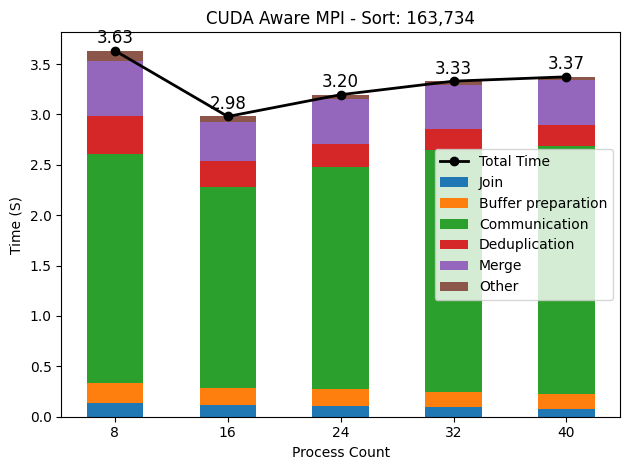 CUDA Aware MPI - Sort: 163,734
3.63
2.98
3.20
3.33
3.37
Time (S)
3.5
3.0
2.5
2.0
1.5
1.0
0.5
0.0
Total Time
Join
Buffer preparation
Communication
Deduplication
Merge
Other
8
16
24
32
40
Process Count